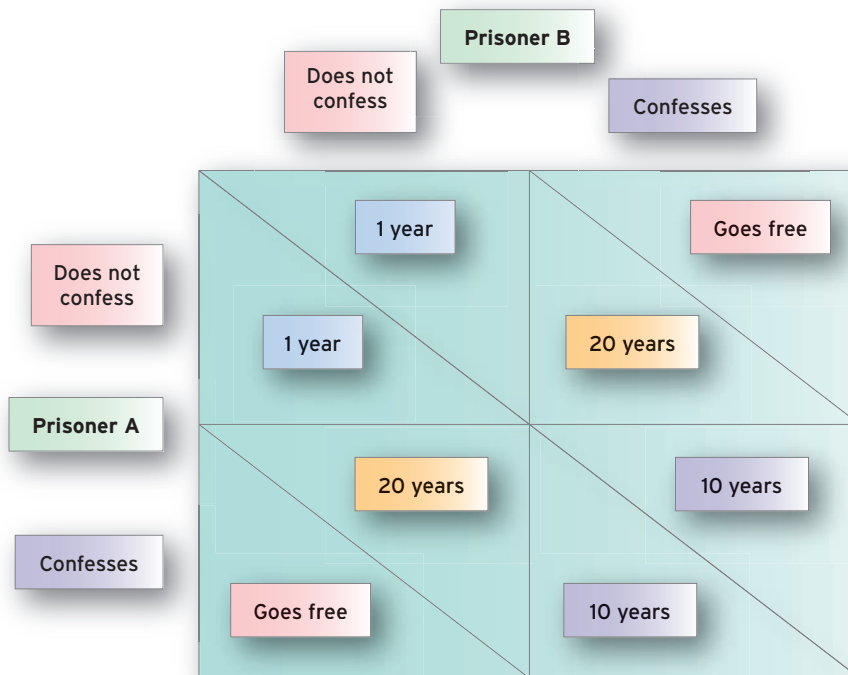 Prisoner B
Does not
confess
Confesses
1 year
Goes free
Does not
confess
1 year
20 years
Prisoner A
20 years
10 years
Confesses
Goes free
10 years